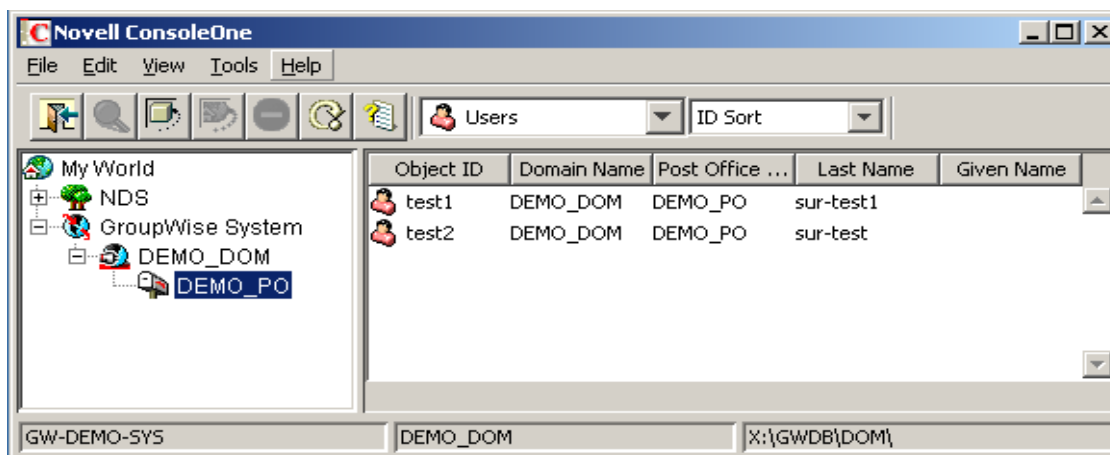 Novell ConsoleOne
File Edit View Tools Help
Users ID Sort
My World
NDS
GroupWise System
DEMO_DOM
DEMO_PO
Object ID Domain Name Post Office ... Last Name Given Name
test1 DEMO_DOM DEMO_PO sur-test1
test2 DEMO_DOM DEMO_PO sur-test
GW-DEMO-SYS DEMO_DOM X:\GWDB\DOM\